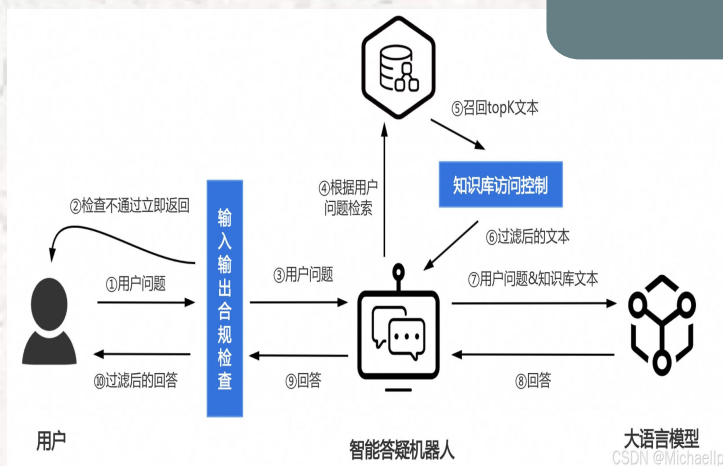 ⑤召回topK文本
知识库访问控制
④根据用户
问题检索
②检查不通过立即返回
输入输出合规检查
⑥过滤后的文本
①用户问题
③用户问题
⑦用户问题&知识库文本
⑩过滤后的回答
⑨回答
⑧回答
用户
智能答疑机器人
大语言模型
CSDN @Michaelllp